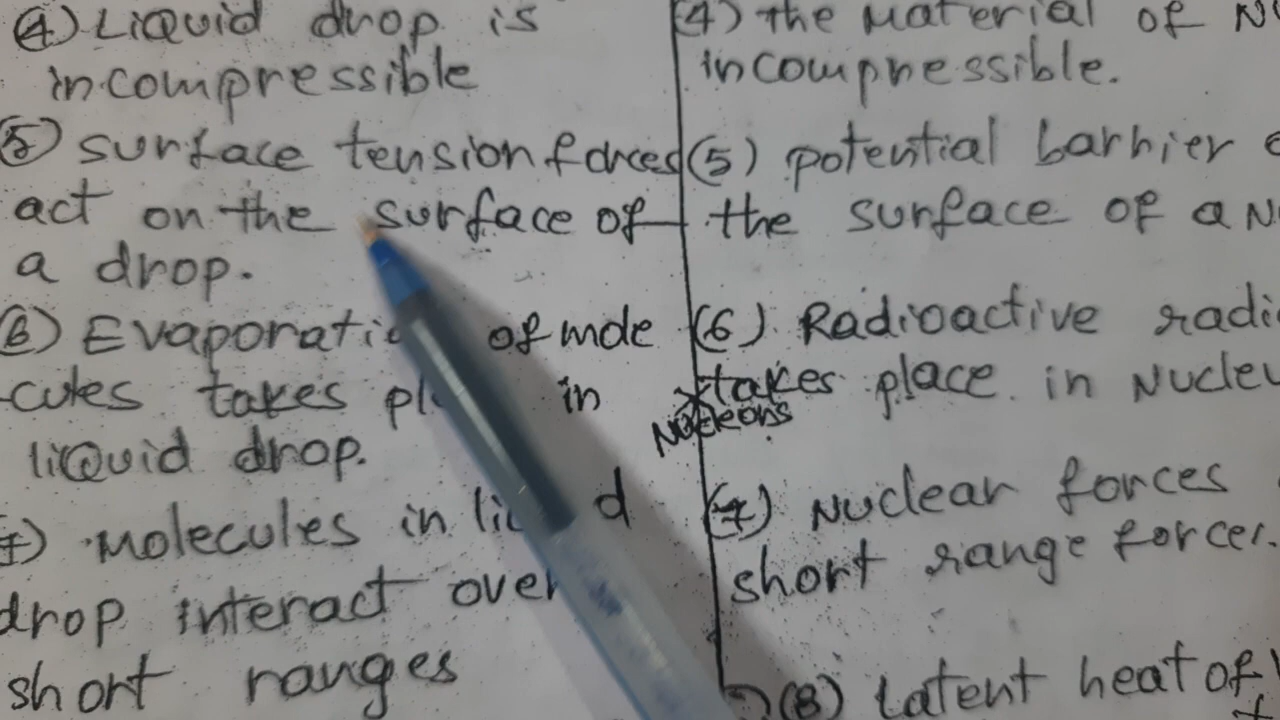 (4) Liquid drop is
incompressible
(5) surface tension forces
act on the surface of
a drop.
(6) Evaporatio of mole
-cules takes pl in
liquid drop.
7) Molecules in li d
drop interact over
short ranges
(4) the Material of N
incompressible.
(5) potential barrier
the surface of a N
(6) Radioactive radi
takes place in Nucleu
Nucleons
(7) Nuclear forces
short range forces.
(8) Latent heat of